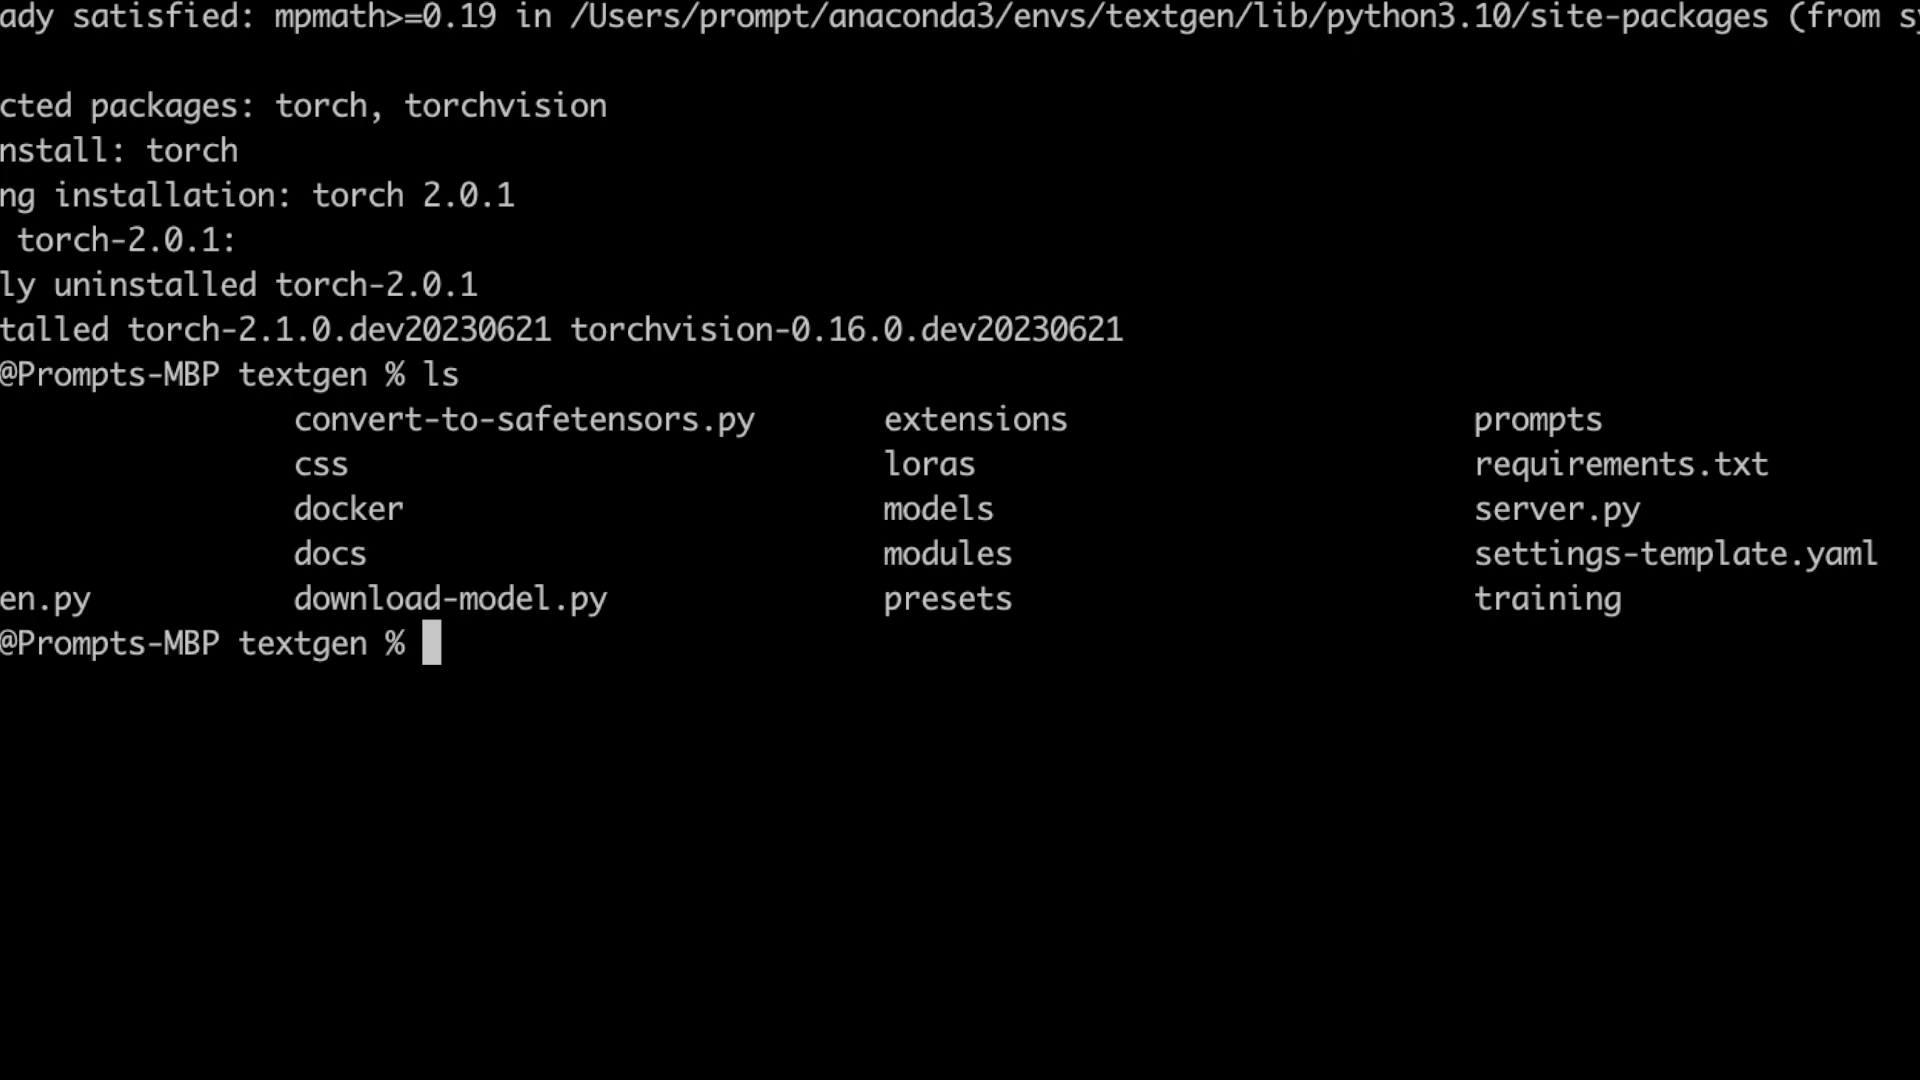 ady satisfied: mpmath>=0.19 in /Users/prompt/anaconda3/envs/textgen/lib/python3.10/site-packages (from sy
cted packages: torch, torchvision
nstall: torch
ng installation: torch 2.0.1
torch-2.0.1:
ly uninstalled torch-2.0.1
talled torch-2.1.0.dev20230621 torchvision-0.16.0.dev20230621
@Prompts-MBP textgen % ls
convert-to-safetensors.py extensions prompts
css loras requirements.txt
docker models server.py
docs modules settings-template.yaml
en.py download-model.py presets training
@Prompts-MBP textgen %